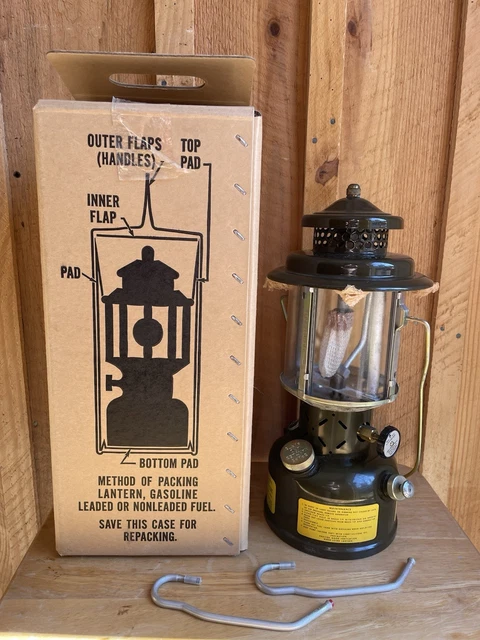 OUTER FLAPS TOP
(HANDLES) PAD
INNER
FLAP
PAD
BOTTOM PAD
METHOD OF PACKING
LANTERN, GASOLINE
LEADED OR NONLEADED FUEL.
SAVE THIS CASE FOR
REPACKING.